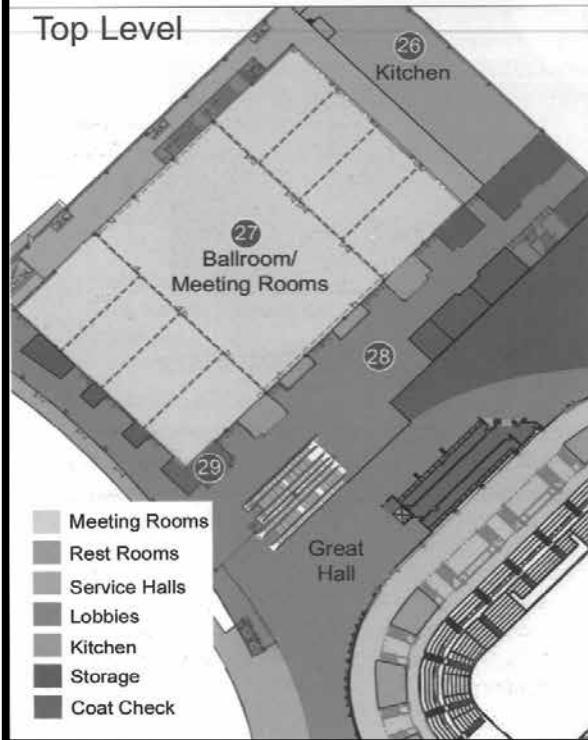 Top Level
26
Kitchen
27
Ballroom/
Meeting Rooms
28
29
Great
Hall
Meeting Rooms
Rest Rooms
Service Halls
Lobbies
Kitchen
Storage
Coat Check